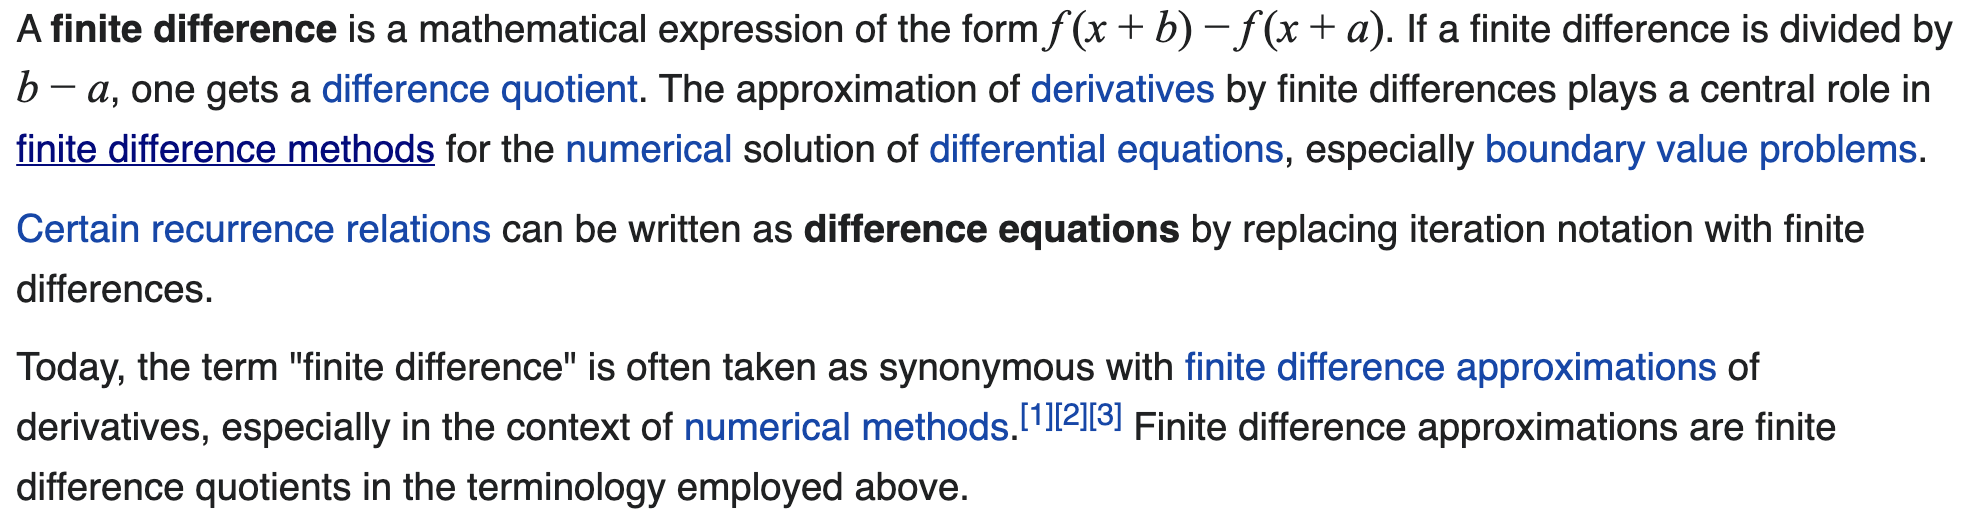 A finite difference is a mathematical expression of the form f(x + b) − f(x + a). If a finite difference is divided by
b − a, one gets a difference quotient. The approximation of derivatives by finite differences plays a central role in
finite difference methods for the numerical solution of differential equations, especially boundary value problems.
Certain recurrence relations can be written as difference equations by replacing iteration notation with finite
differences.
Today, the term "finite difference" is often taken as synonymous with finite difference approximations of
derivatives, especially in the context of numerical methods.[1][2][3] Finite difference approximations are finite
difference quotients in the terminology employed above.